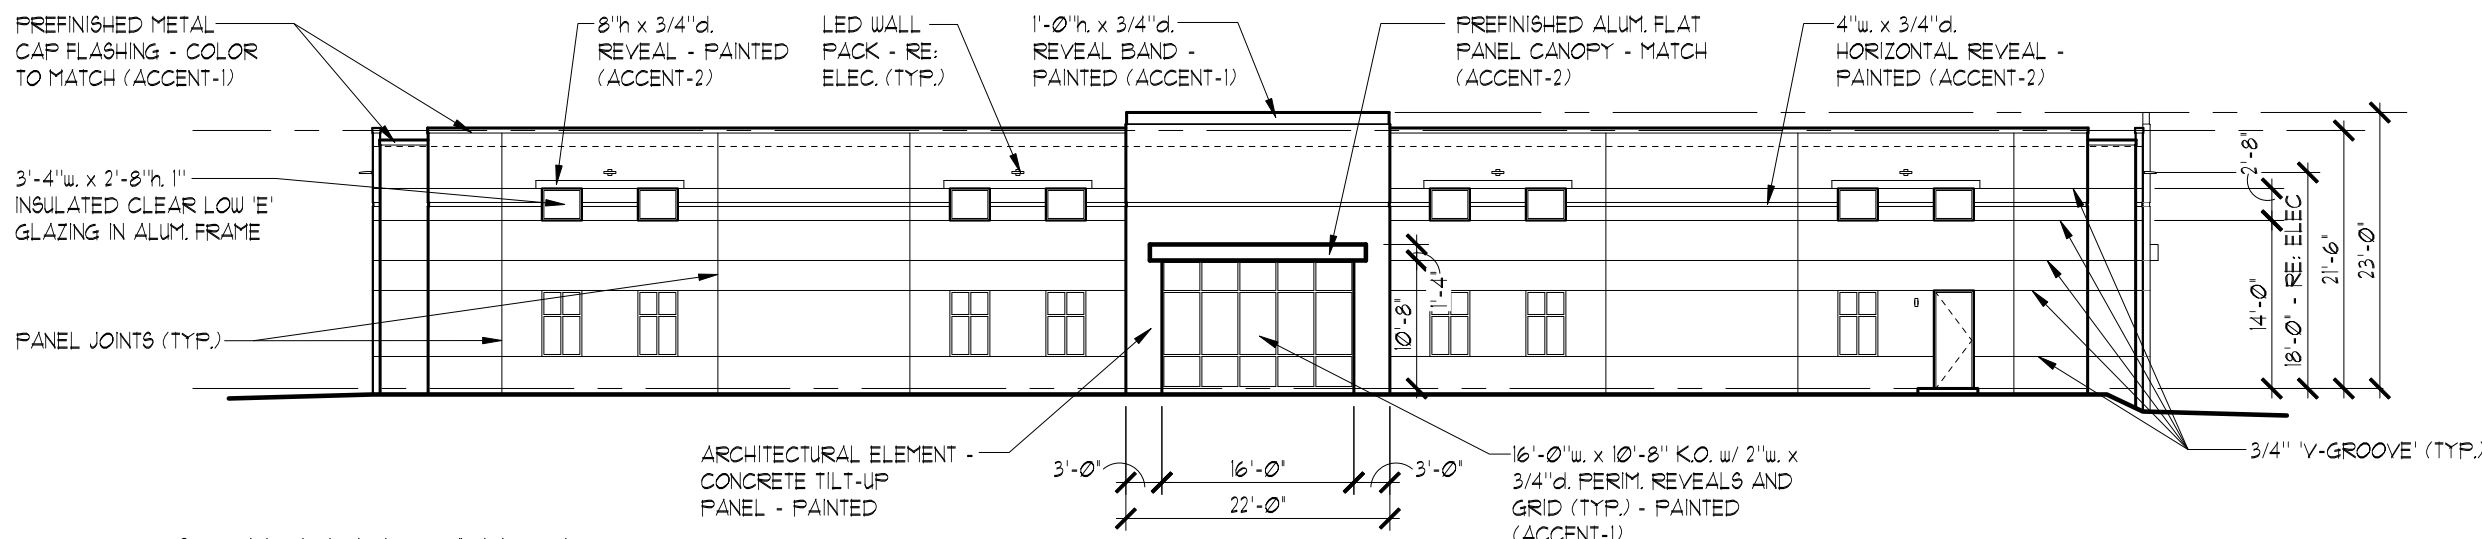 PREFINISHED METAL
CAP FLASHING - COLOR
TO MATCH (ACCENT-1)
8"h x 3/4"d.
REVEAL - PAINTED
(ACCENT-2)
LED WALL
PACK - RE:
ELEC. (TYP.)
1'-0"h. x 3/4"d.
REVEAL BAND -
PAINTED (ACCENT-1)
PREFINISHED ALUM. FLAT
PANEL CANOPY - MATCH
(ACCENT-2)
4"w. x 3/4"d.
HORIZONTAL REVEAL -
PAINTED (ACCENT-2)
3'-4"w. x 2'-8"h. 1"
INSULATED CLEAR LOW 'E'
GLAZING IN ALUM. FRAME
PANEL JOINTS (TYP.)
10'-8"
1'-4"
14'-0"
2'-8"
18'-0" - RE: ELEC
21'-6"
23'-0"
ARCHITECTURAL ELEMENT -
CONCRETE TILT-UP
PANEL - PAINTED
3'-0"
16'-0"
3'-0"
22'-0"
16'-0"w. x 10'-8" K.O. w/ 2"w. x
3/4"d. PERIM. REVEALS AND
GRID (TYP.) - PAINTED
(ACCENT-1)
3/4" 'V-GROOVE' (TYP.)